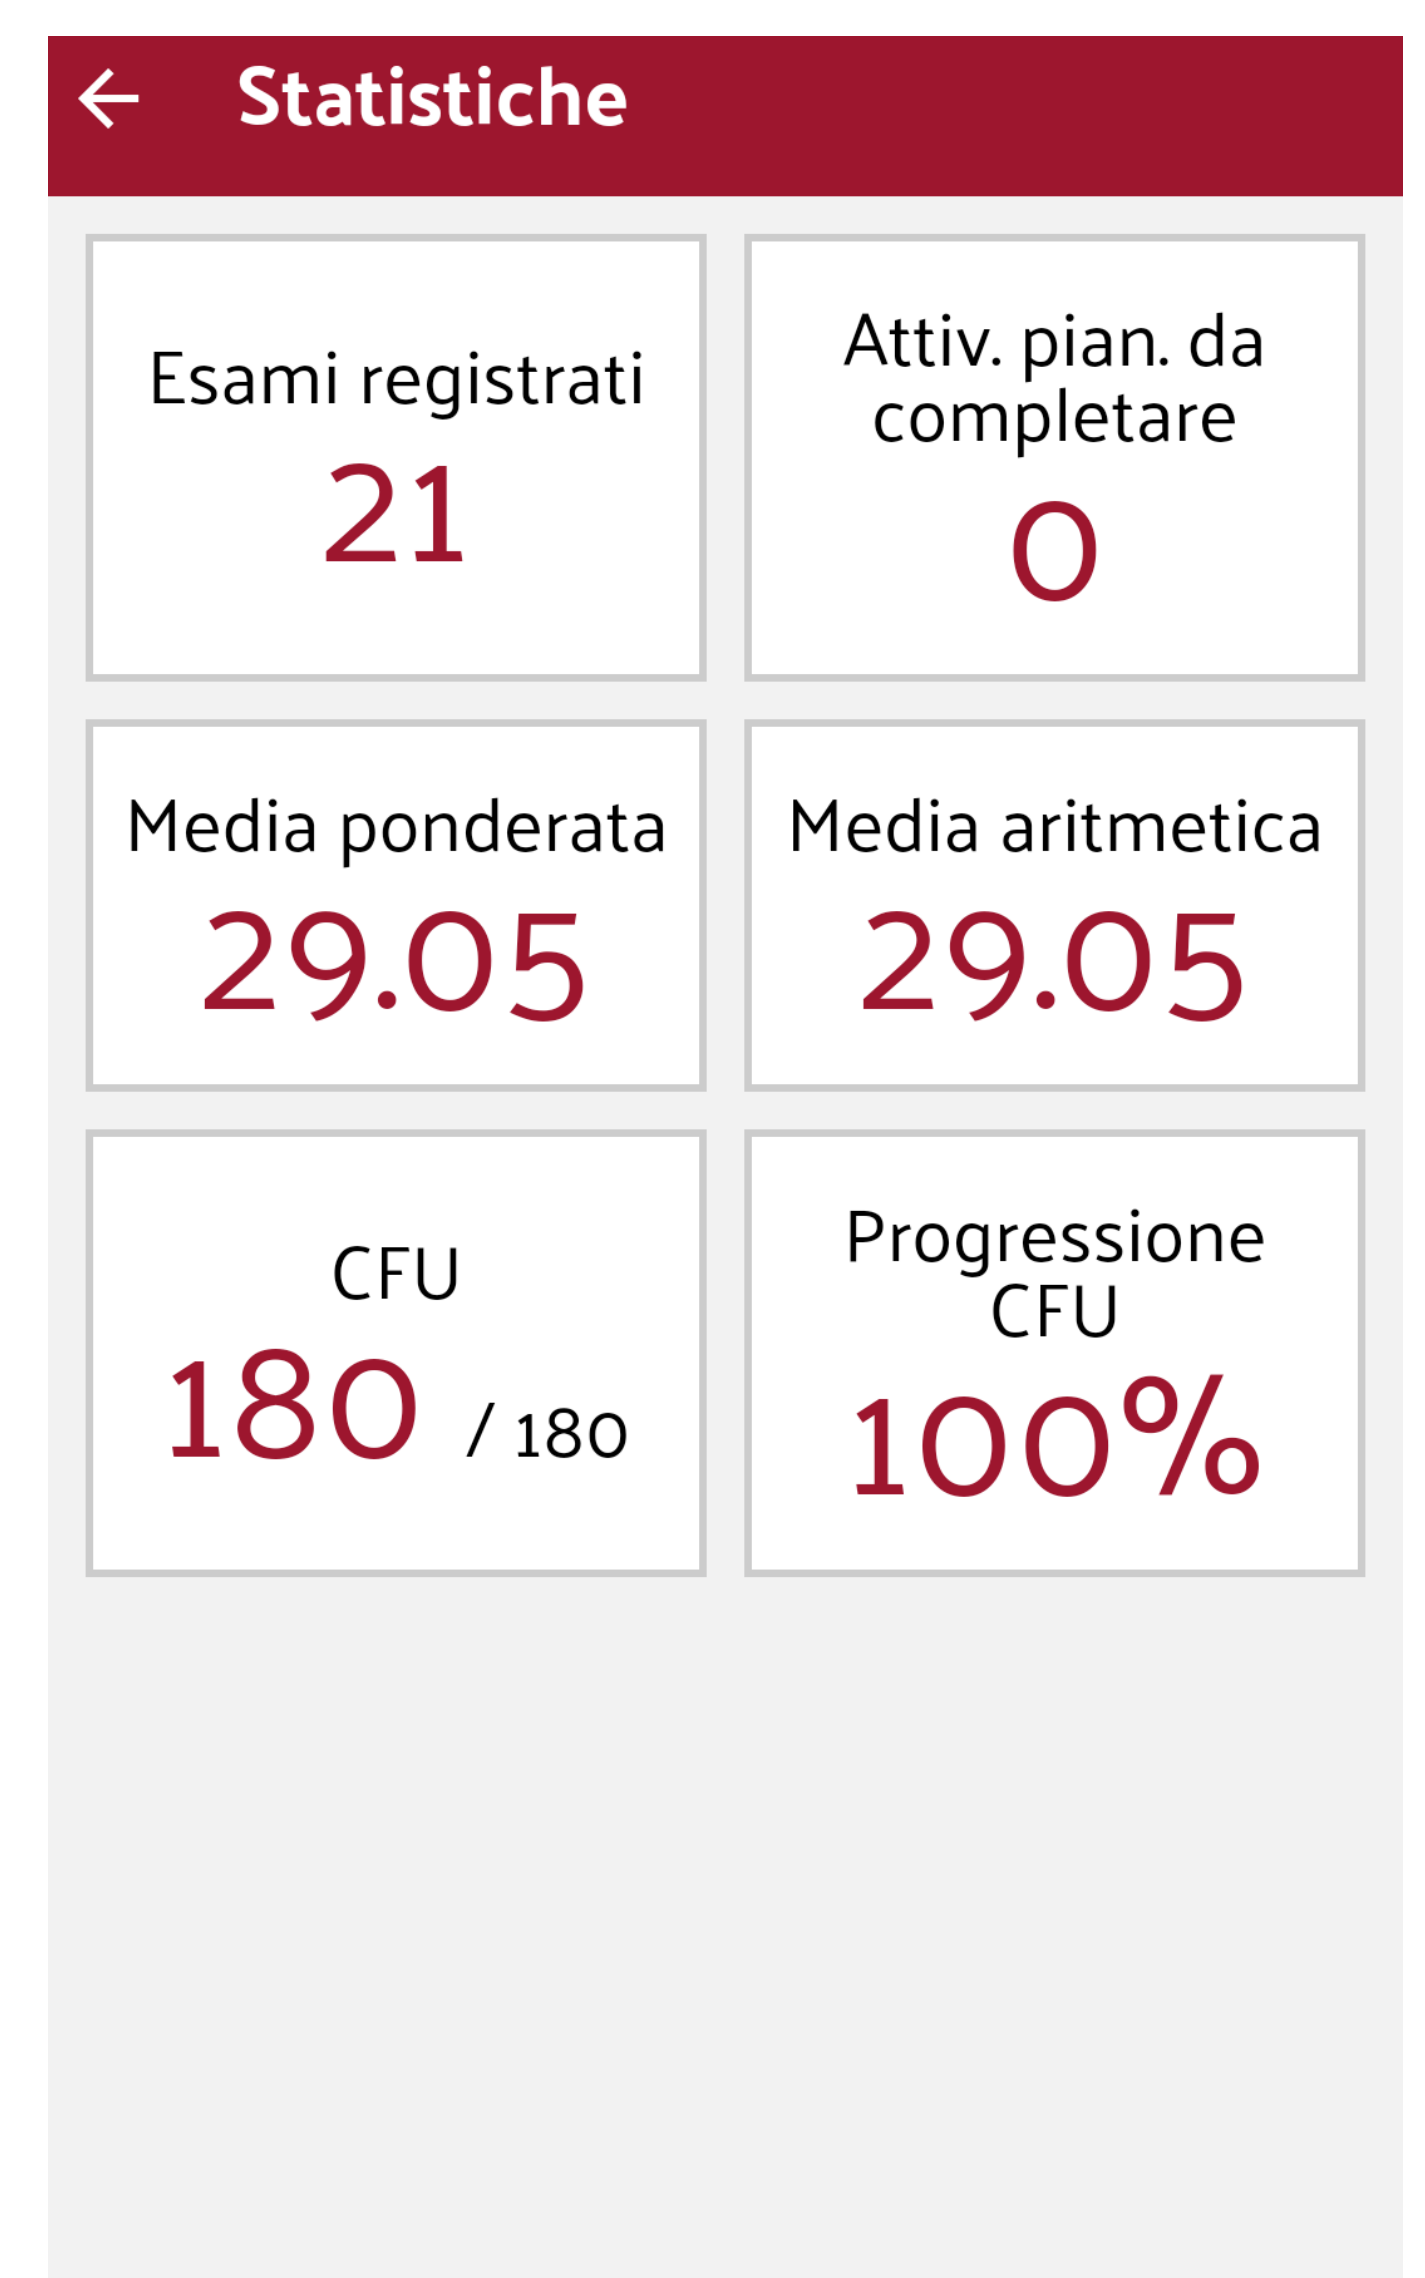 Statistiche
Esami registrati
21
Attiv. pian. da
completare
0
Media ponderata
29.05
Media aritmetica
29.05
CFU
180 / 180
Progressione
CFU
100%